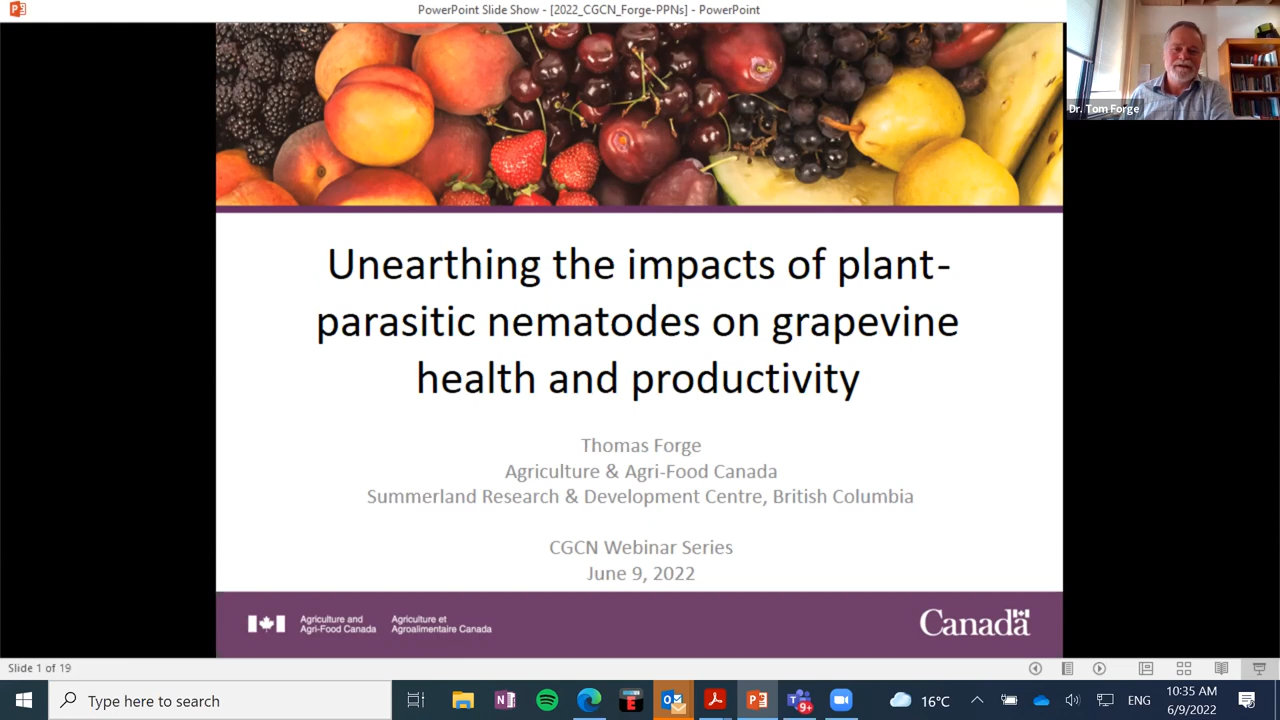 PowerPoint Slide Show - [2022_CGCN_Forge-PPNs] - PowerPoint
Dr. Tom Forge
Unearthing the impacts of plant-
parasitic nematodes on grapevine
health and productivity
Thomas Forge
Agriculture & Agri-Food Canada
Summerland Research & Development Centre, British Columbia
CGCN Webinar Series
June 9, 2022
Agriculture and
Agri-Food Canada
Agriculture et
Agroalimentaire Canada
Canada
Slide 1 of 19
Type here to search
9+
16°C
ENG
10:35 AM
6/9/2022